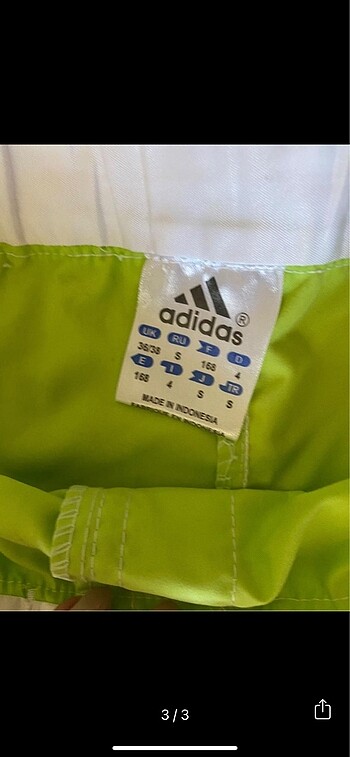 adidas®
UK RU F D
36/38 S 168 4
E I J TR
168 4 S S
MADE IN INDONESIA
3/3